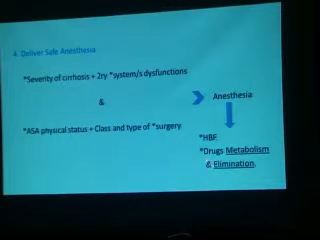 4. Deliver Safe Anesthesia
*Severity of cirrhosis + 2ry *system/s dysfunctions
&
Anesthesia
*ASA physical status + Class and type of *surgery
*HBF.
*Drugs Metabolism
& Elimination.